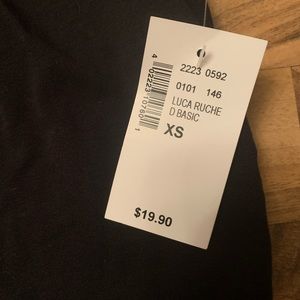 2223 0592
0101 146
LUCA RUCHE
D BASIC
XS
$19.90